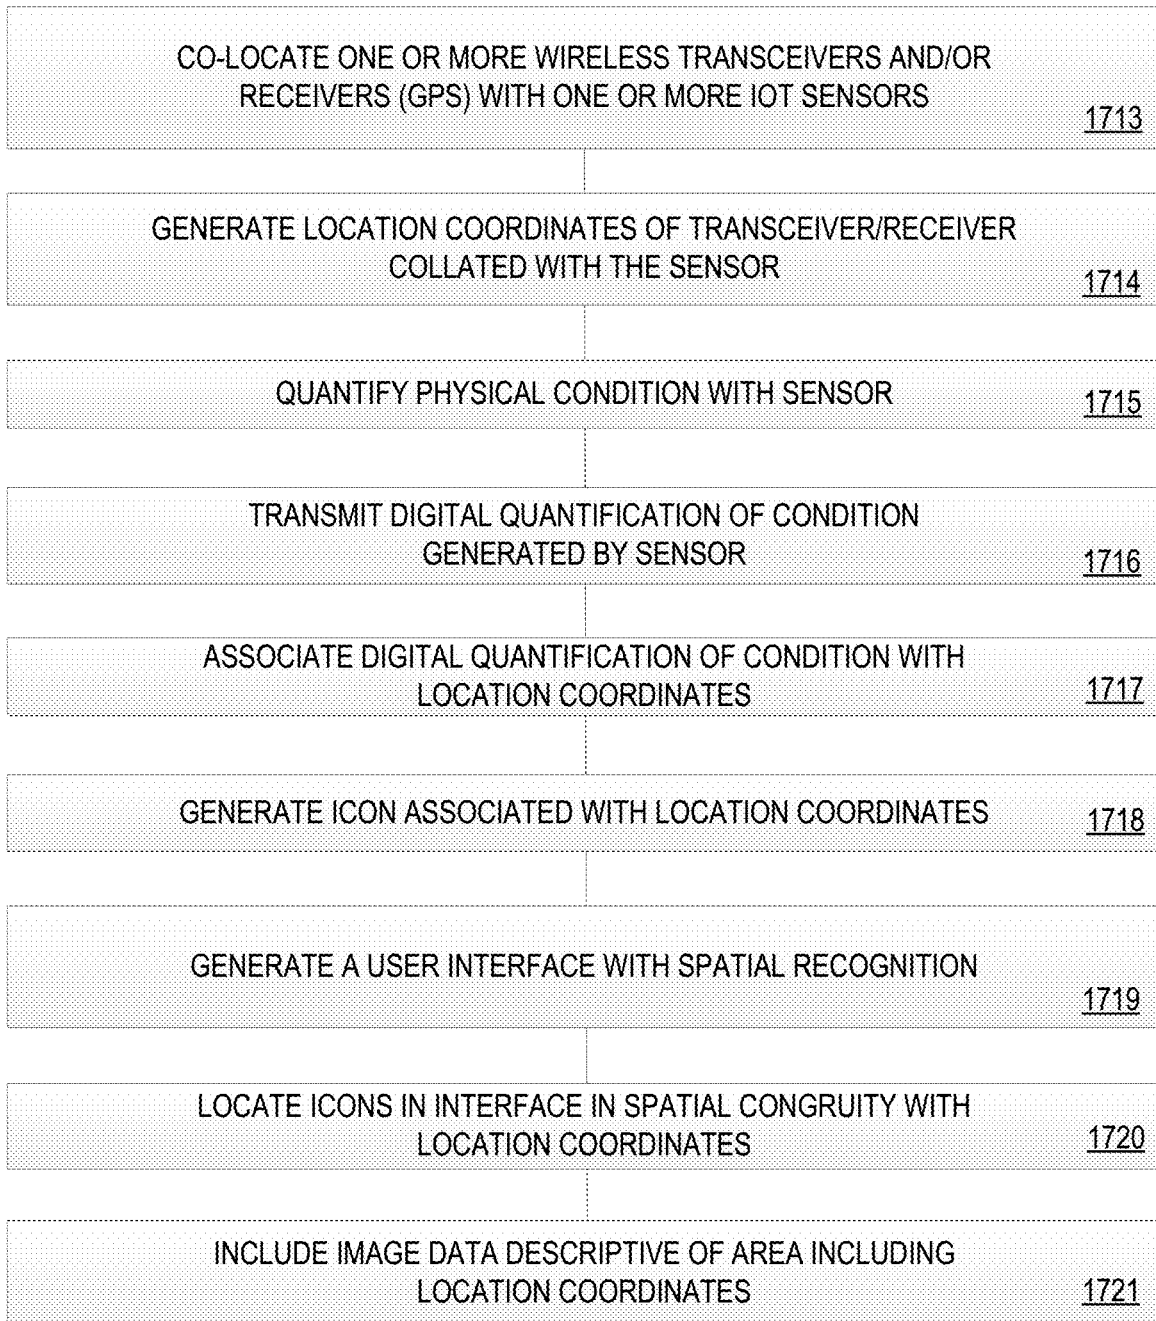 CO-LOCATE ONE OR MORE WIRELESS TRANSCEIVERS AND/OR
RECEIVERS (GPS) WITH ONE OR MORE IOT SENSORS
1713
GENERATE LOCATION COORDINATES OF TRANSCEIVER/RECEIVER
COLLATED WITH THE SENSOR
1714
QUANTIFY PHYSICAL CONDITION WITH SENSOR
1715
TRANSMIT DIGITAL QUANTIFICATION OF CONDITION
GENERATED BY SENSOR
1716
ASSOCIATE DIGITAL QUANTIFICATION OF CONDITION WITH
LOCATION COORDINATES
1717
GENERATE ICON ASSOCIATED WITH LOCATION COORDINATES
1718
GENERATE A USER INTERFACE WITH SPATIAL RECOGNITION
1719
LOCATE ICONS IN INTERFACE IN SPATIAL CONGRUITY WITH
LOCATION COORDINATES
1720
INCLUDE IMAGE DATA DESCRIPTIVE OF AREA INCLUDING
LOCATION COORDINATES
1721